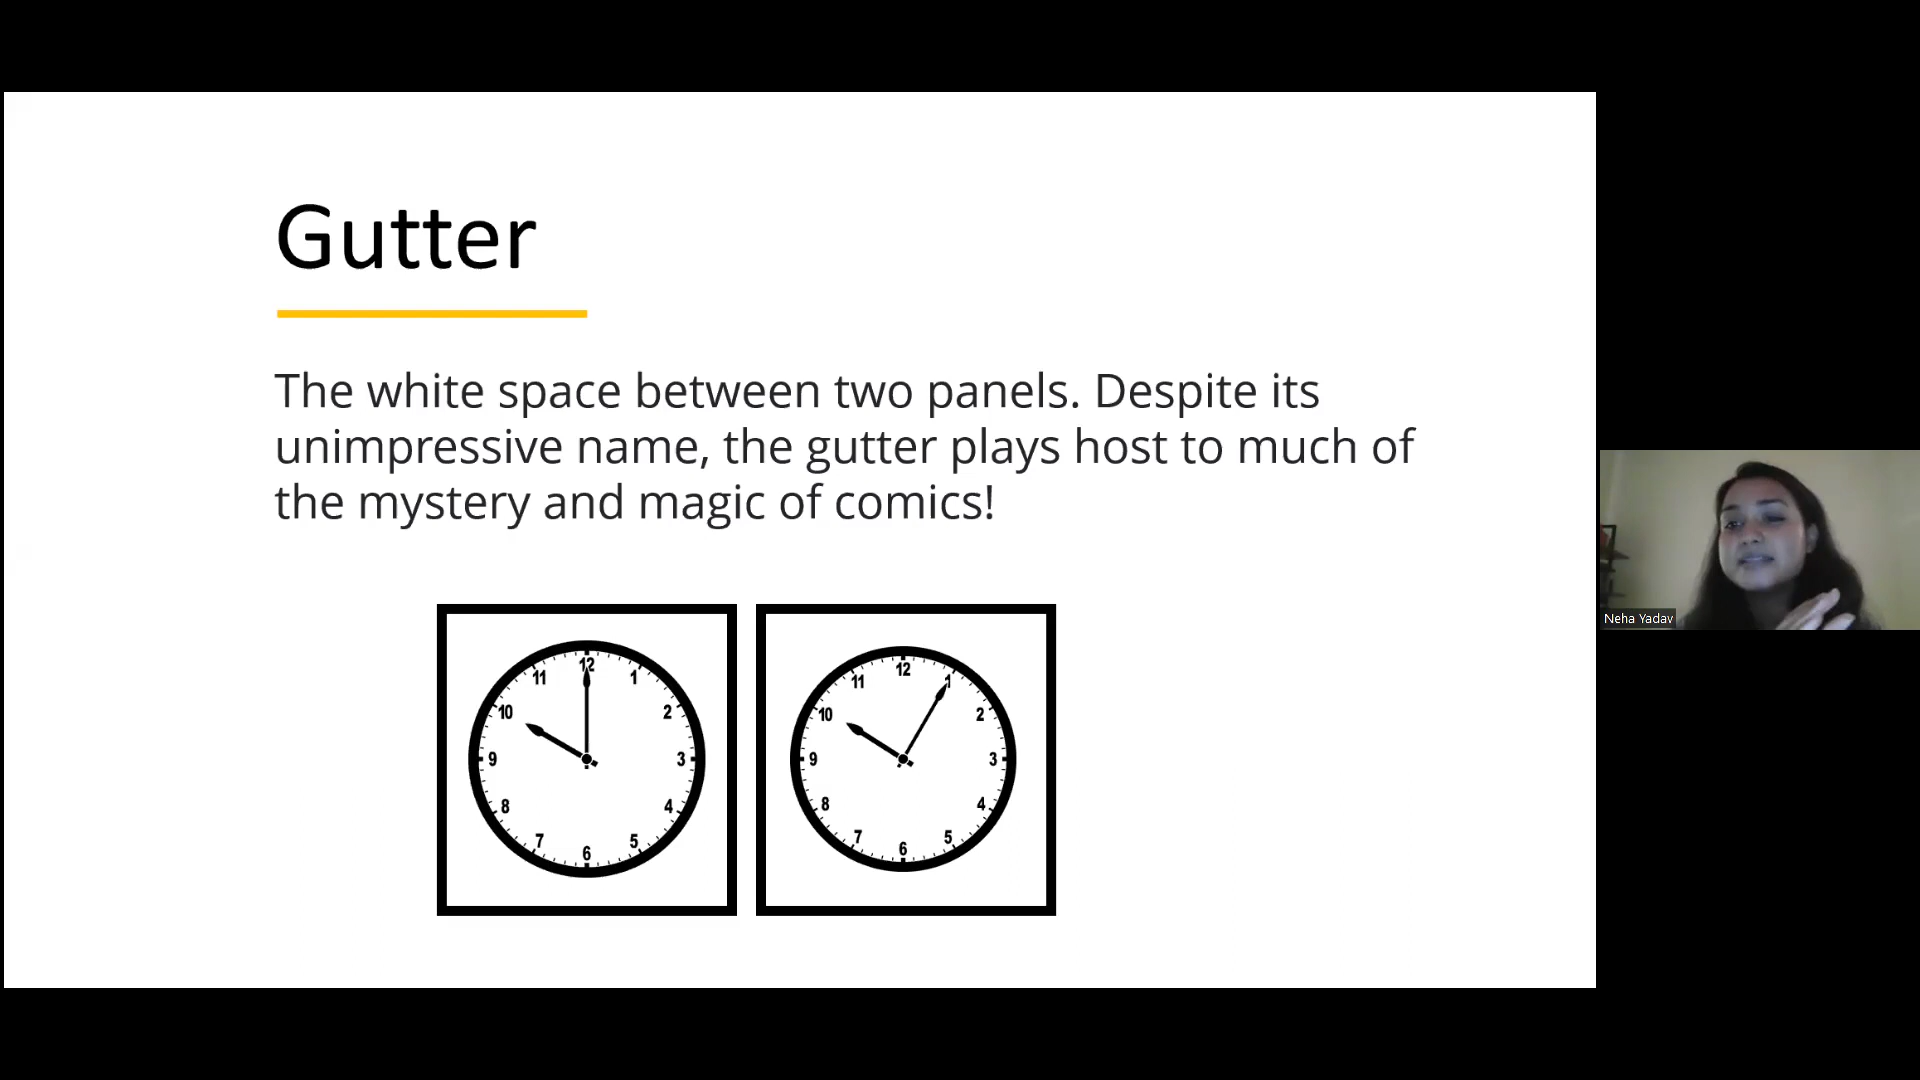 Gutter
The white space between two panels. Despite its
unimpressive name, the gutter plays host to much of
the mystery and magic of comics!
12
11 1
10 2
9 3
8 4
7 5
6
12
11 1
10 2
9 3
8 4
7 5
6
Neha Yadav